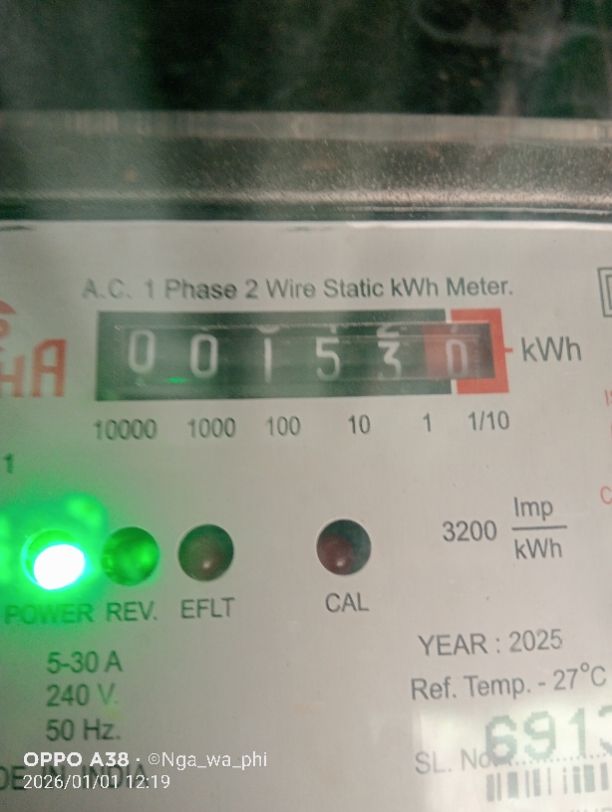 A.C. 1 Phase 2 Wire Static kWh Meter.
HA
0 0 1 5 3 0
kWh
10000 1000 100 10 1 1/10
1
3200 Imp
kWh
POWER REV. EFLT CAL
5-30 A
240 V.
50 Hz.
YEAR : 2025
Ref. Temp. - 27°C
SL. No.
6913
OPPO A38 · ©Nga_wa_phi
2026/01/01 12:19